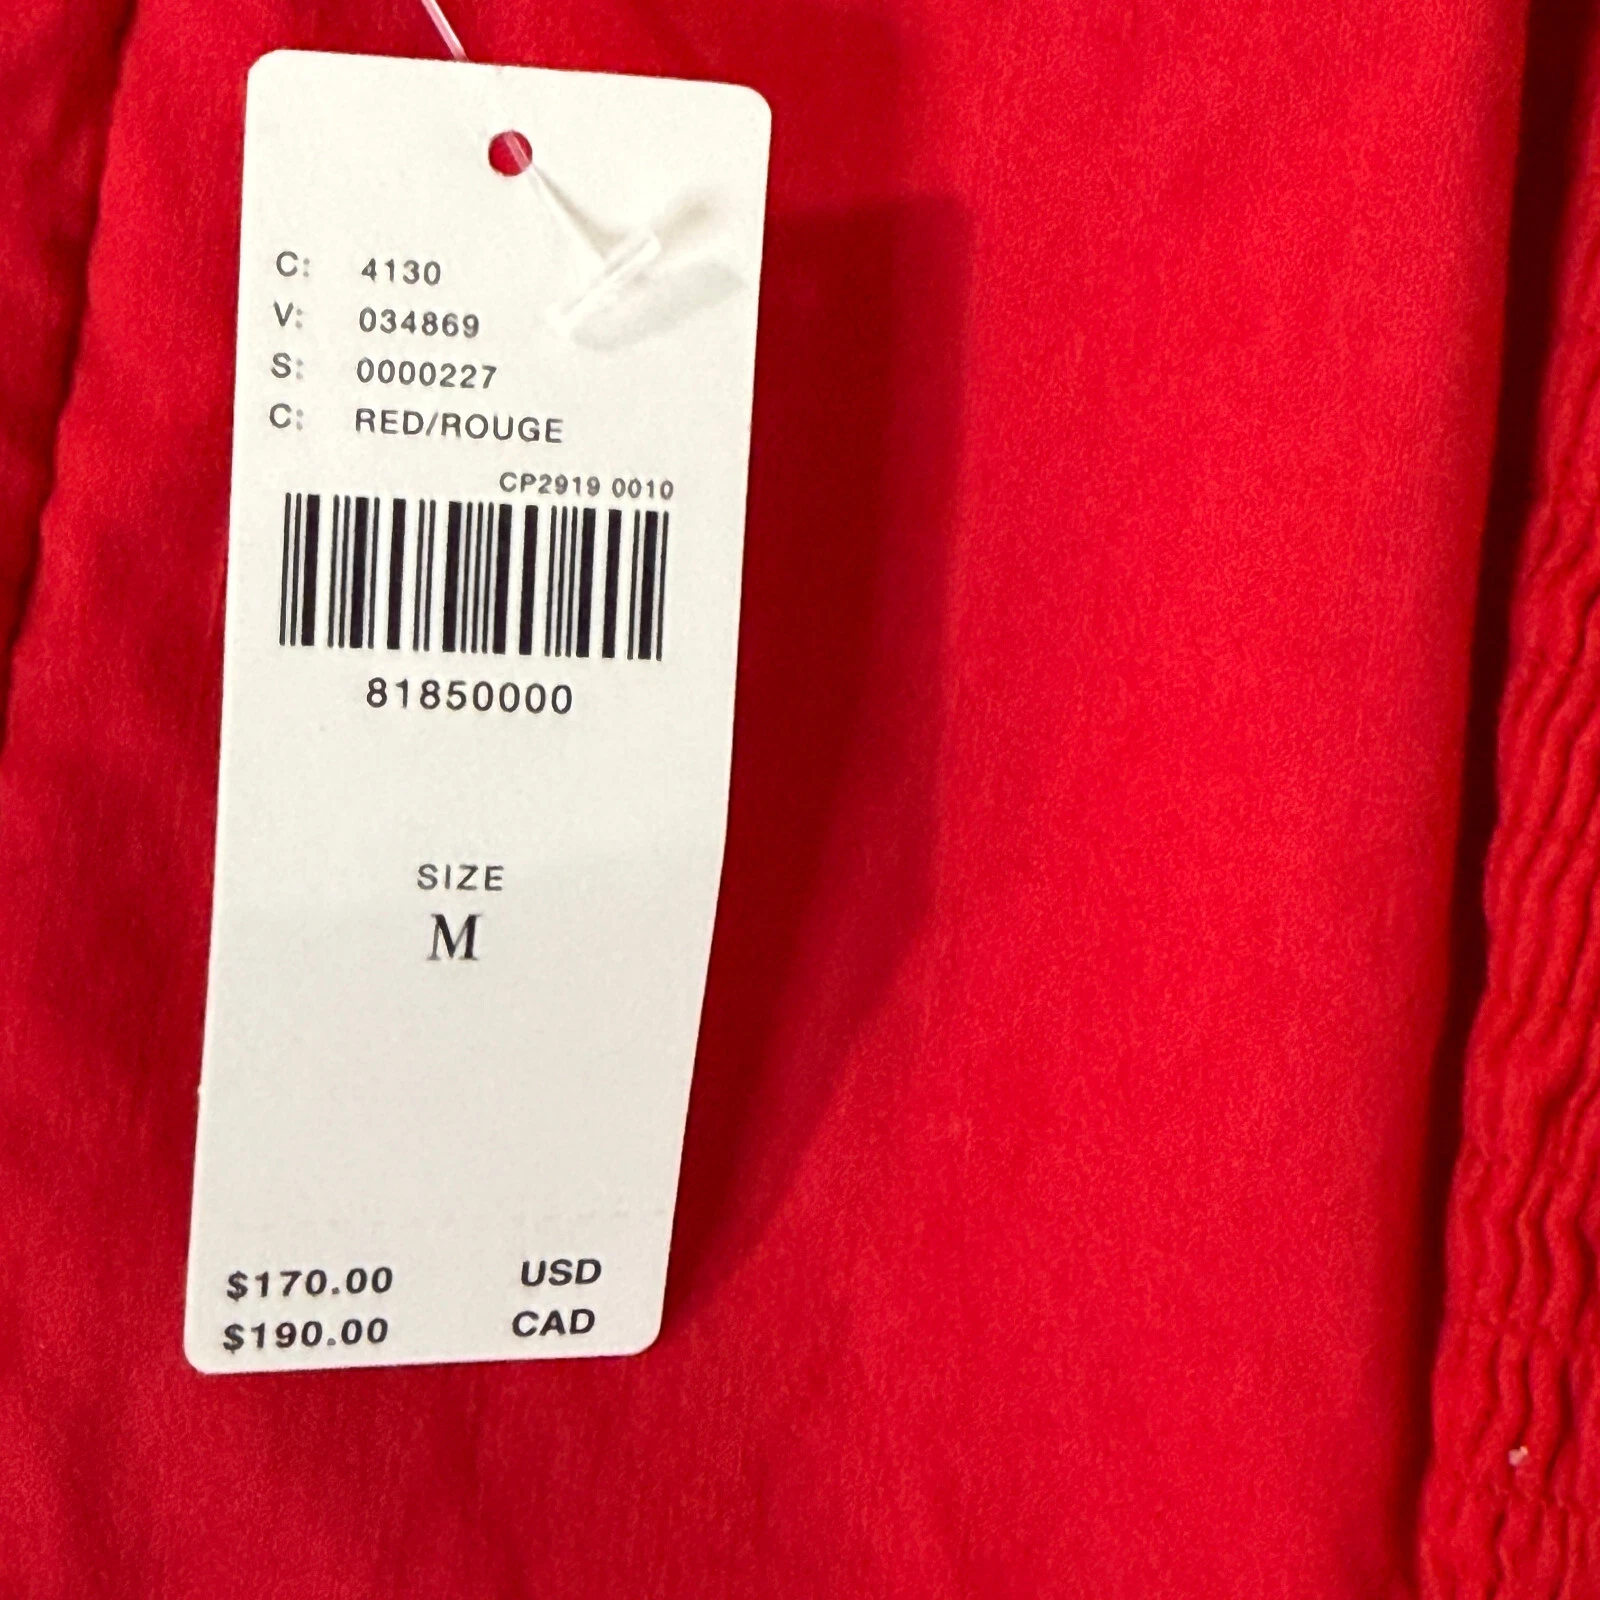 C: 4130
V: 034869
S: 0000227
C: RED/ROUGE
CP2919 0010
81850000
SIZE
M
$170.00 USD
$190.00 CAD